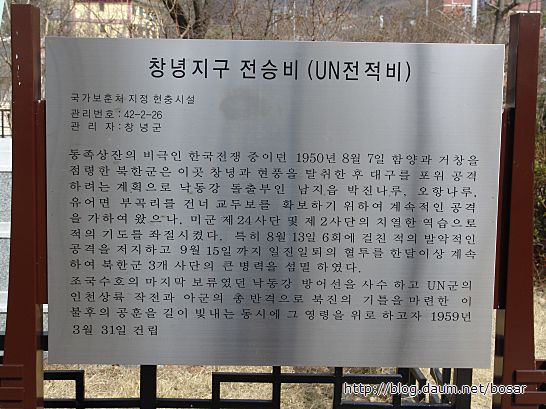 창녕지구 전승비 (UN전적비)
국가보훈처 지정 현충시설
관리번호 : 42-2-26
관 리 자 : 창 녕 군
동족상잔의 비극인 한국전쟁 중이던 1950년 8월 7일 함양과 거창을
점령한 북한군은 이곳 창녕과 현풍을 탈취한 후 대구를 포위 공격
하려는 계획으로 낙동강 돌출부인 남지읍 박진나루, 오항나루,
유어면 부곡리를 건너 교두보를 확보하기 위하여 계속적인 공격
을 가하여 왔으나, 미군 제24사단 및 제2사단의 치열한 역습으로
적의 기도를 좌절시켰다. 특히 8월 13일 6회에 걸친 적의 발악적인
공격을 저지하고 9월 15일 까지 일진일퇴의 혈투를 한달이상 계속
하여 북한군 3개 사단의 큰 병력을 섬멸 하였다.
조국수호의 마지막 보류였던 낙동강 방어선을 사수 하고 UN군의
인천상륙 작전과 아군의 총 반격으로 북진의 기틀을 마련한 이
불후의 공훈을 길이 빛내는 동시에 그 영령을 위로 하고자 1959년
3월 31일 건립
http://blog.daum.net/bosar